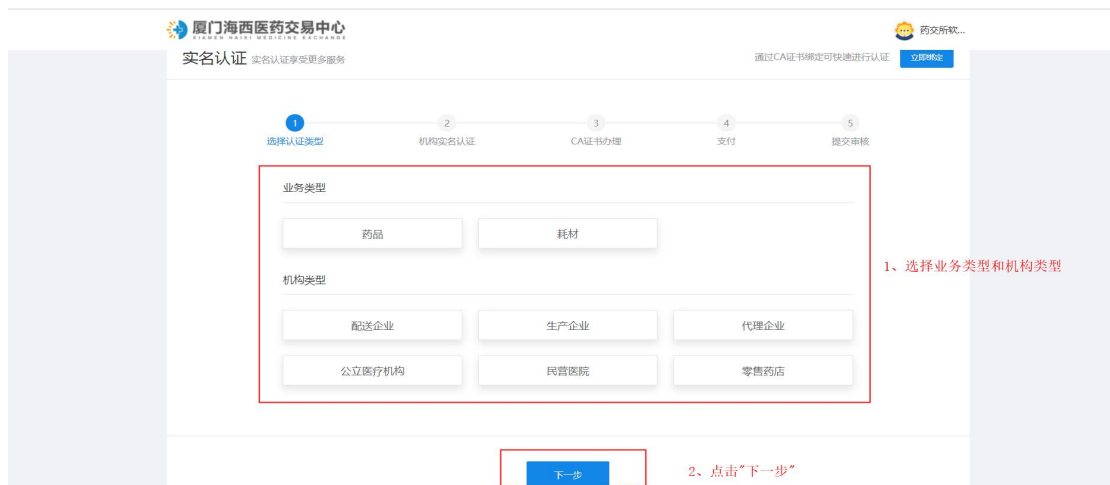 厦门海西医药交易中心
XIAMEN HAIXI MEDICINE EXCHANGE
药交所软...
实名认证 实名认证享受更多服务
通过CA证书绑定可快速进行认证 立即绑定
1 2 3 4 5
选择认证类型 机构实名认证 CA证书办理 支付 提交审核
业务类型
药品 耗材
1、选择业务类型和机构类型
机构类型
配送企业 生产企业 代理企业
公立医疗机构 民营医院 零售药店
下一步 2、点击"下一步"